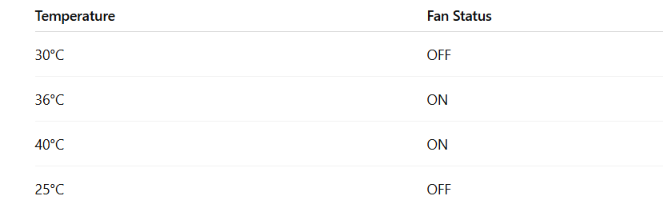 Temperature Fan Status
30°C OFF
36°C ON
40°C ON
25°C OFF